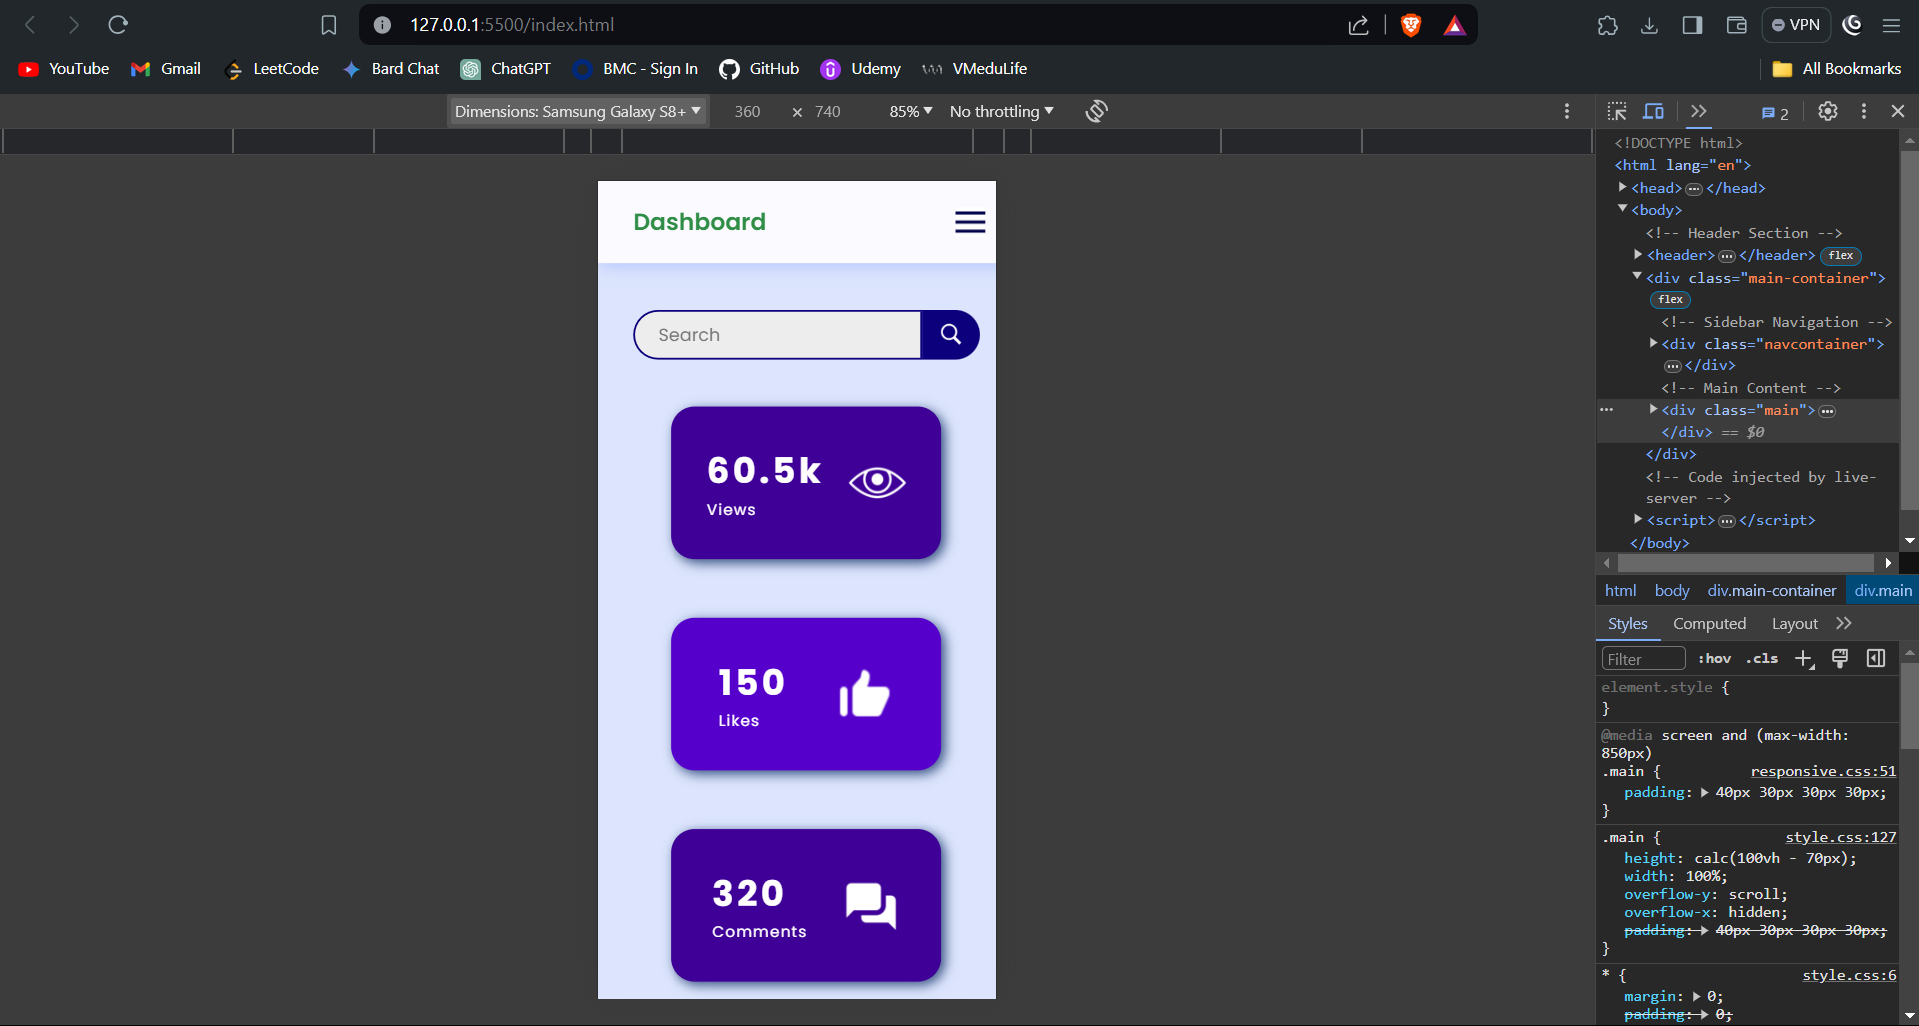 127.0.0.1:5500/index.html
VPN
YouTube Gmail LeetCode Bard Chat ChatGPT BMC - Sign In GitHub Udemy VMeduLife All Bookmarks
Dimensions: Samsung Galaxy S8+ ▼ 360 × 740 85% ▼ No throttling ▼
2
Dashboard
Search
60.5k
Views
150
Likes
320
Comments
<!DOCTYPE html>
<html lang="en">
<head>…</head>
<body>
<!-- Header Section -->
<header>…</header> flex
<div class="main-container">
flex
<!-- Sidebar Navigation -->
<div class="navcontainer">
…</div>
<!-- Main Content -->
<div class="main">…
</div> == $0
</div>
<!-- Code injected by live-
server -->
<script>…</script>
</body>
html body div.main-container div.main
Styles Computed Layout
Filter :hov .cls
element.style {
}
@media screen and (max-width:
850px)
.main { responsive.css:51
padding: 40px 30px 30px 30px;
}
.main { style.css:127
height: calc(100vh - 70px);
width: 100%;
overflow-y: scroll;
overflow-x: hidden;
padding: 40px 30px 30px 30px;
}
* { style.css:6
margin: 0;
padding: 0;